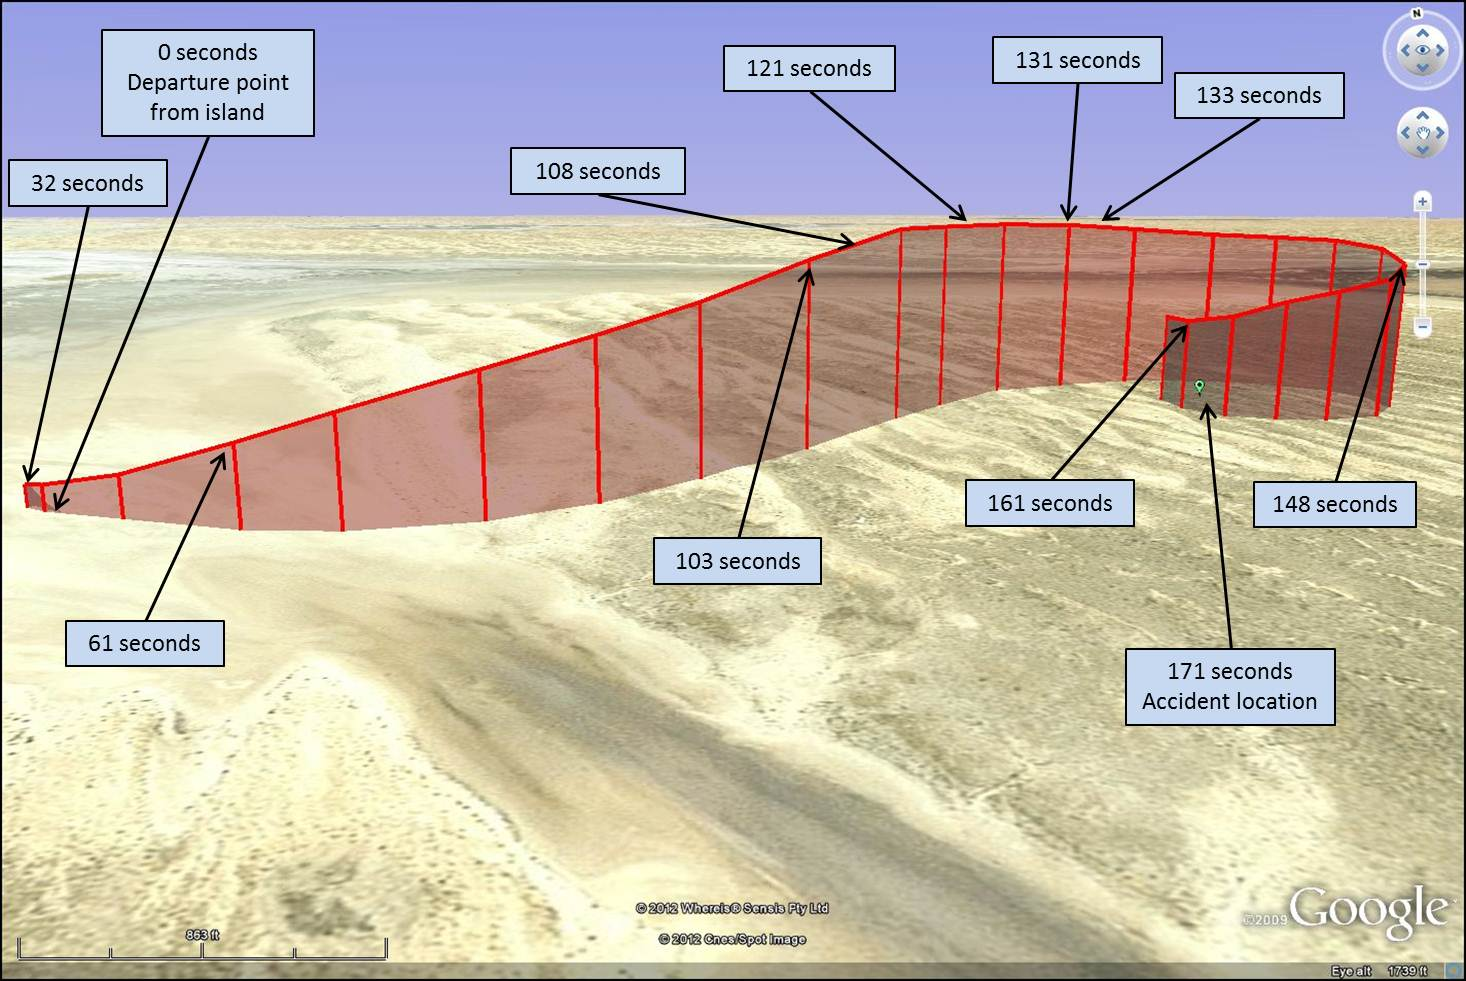 0 seconds
Departure point
from island
32 seconds
108 seconds
121 seconds
131 seconds
133 seconds
N
61 seconds
103 seconds
161 seconds
148 seconds
171 seconds
Accident location
© 2012 Whereis® Sensis Pty Ltd
© 2012 Cnes/Spot Image
©2009 Google
863 ft
Eye alt 1739 ft